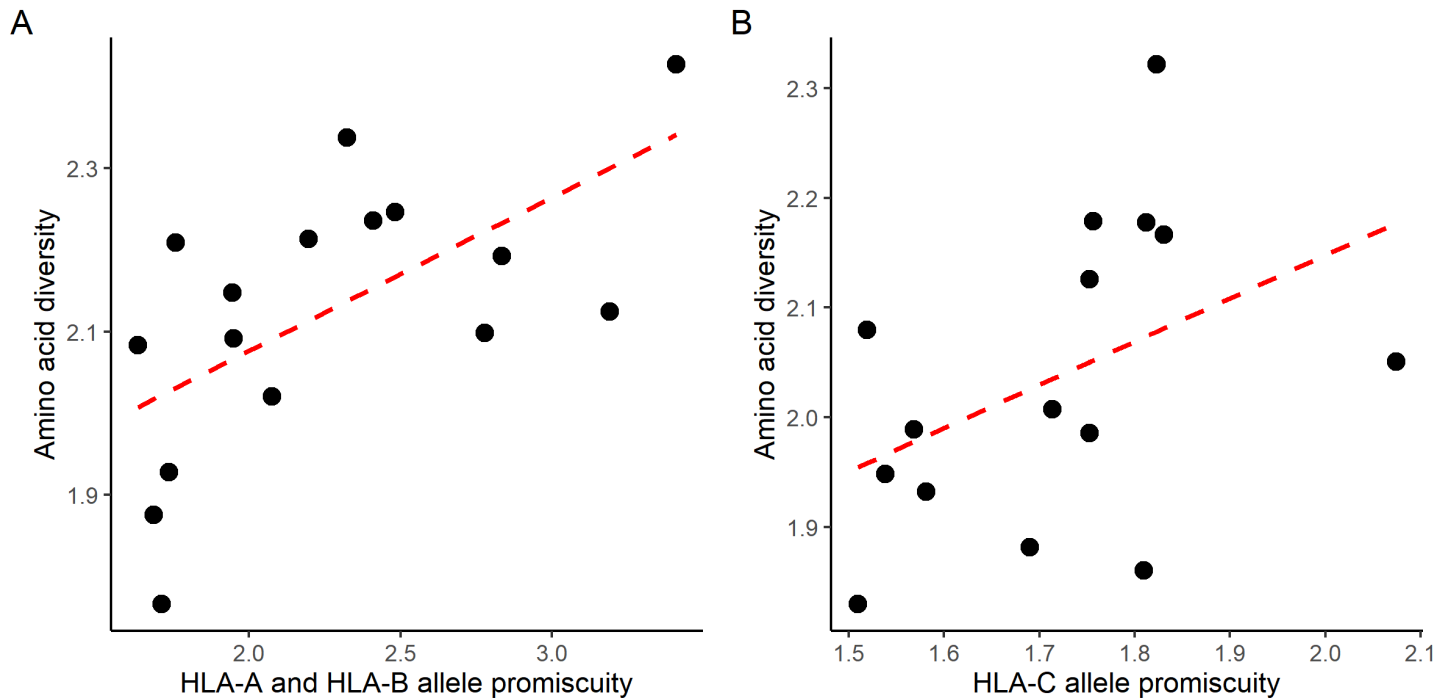 A
Amino acid diversity
2.3
2.1
1.9
2.0 2.5 3.0
HLA-A and HLA-B allele promiscuity
B
Amino acid diversity
2.3
2.2
2.1
2.0
1.9
1.5 1.6 1.7 1.8 1.9 2.0 2.1
HLA-C allele promiscuity